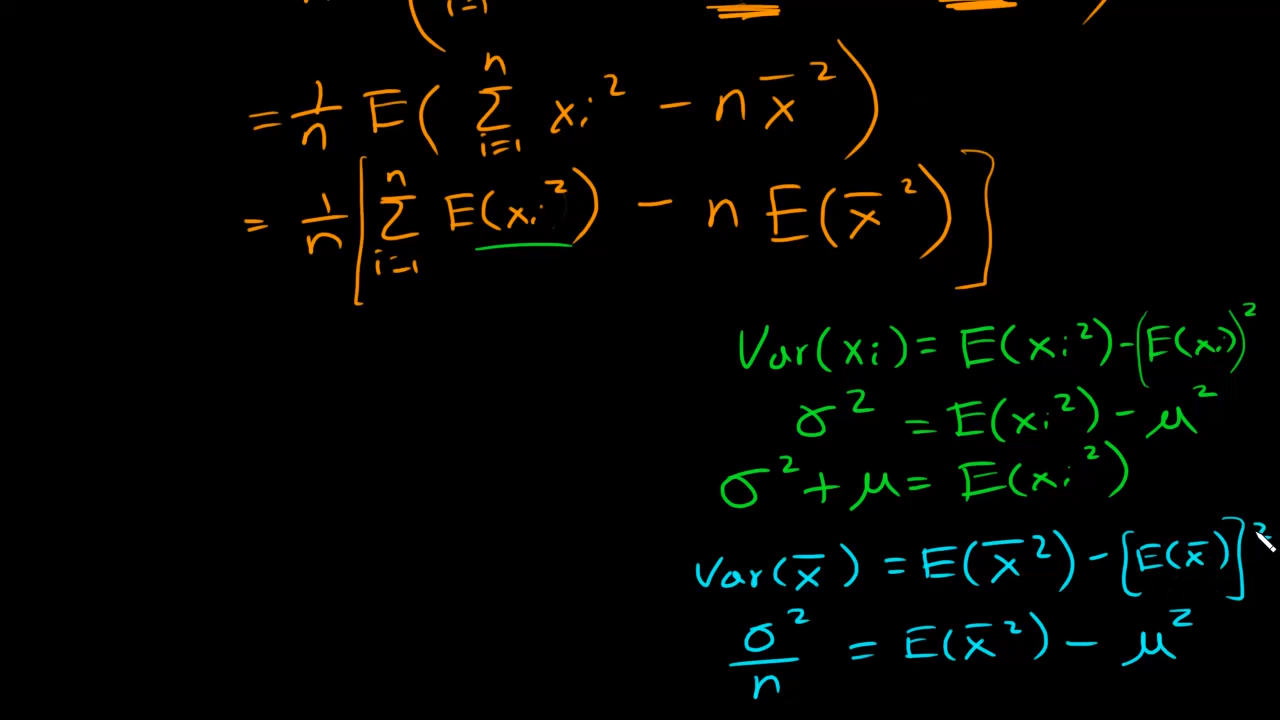 n ( i=1 )
= 1/n E( Σ_{i=1}^{n} xᵢ² − n x̄² )
= 1/n [ Σ_{i=1}^{n} E(xᵢ²) − n E(x̄²) ]
Var(xᵢ) = E(xᵢ²) − (E(xᵢ))²
σ² = E(xᵢ²) − μ²
σ² + μ = E(xᵢ²)
Var(x̄) = E(x̄²) − [E(x̄)]²
σ²/n = E(x̄²) − μ²